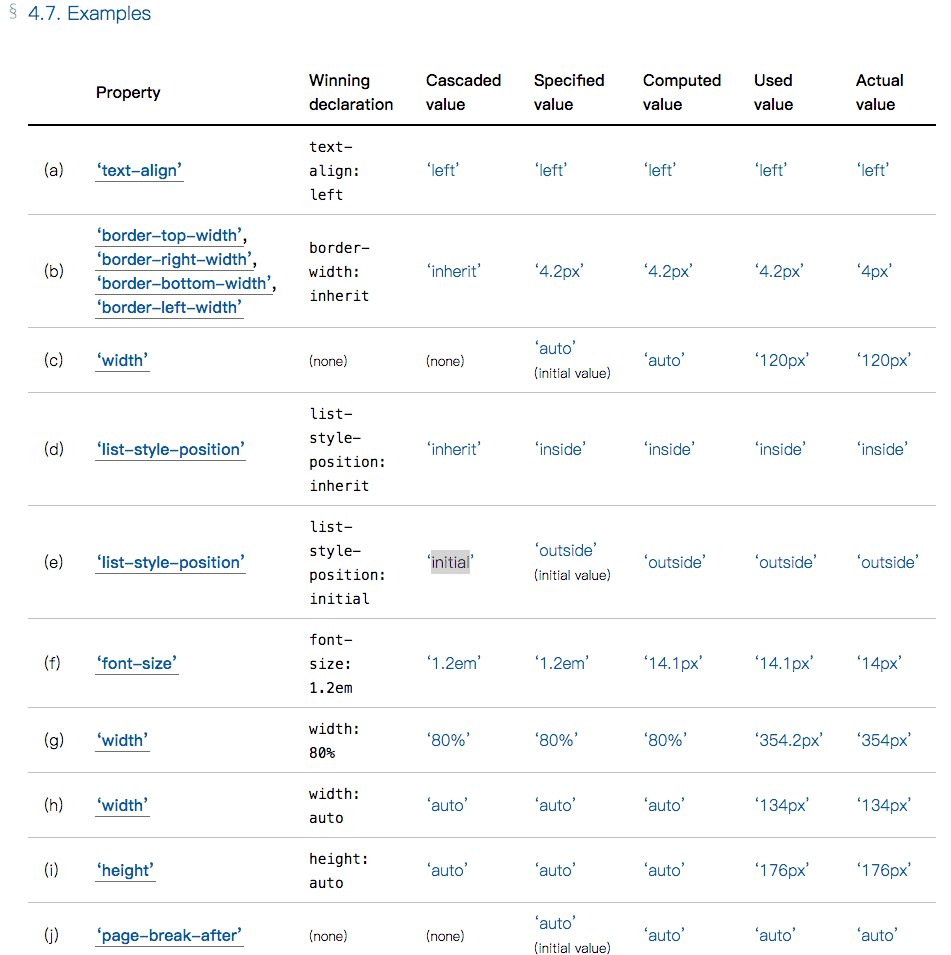 § 4.7. Examples
Property Winning declaration Cascaded value Specified value Computed value Used value Actual value
(a) ‘text-align’ text-align: left ‘left’ ‘left’ ‘left’ ‘left’ ‘left’
(b) ‘border-top-width’, ‘border-right-width’, ‘border-bottom-width’, ‘border-left-width’ border-width: inherit ‘inherit’ ‘4.2px’ ‘4.2px’ ‘4.2px’ ‘4px’
(c) ‘width’ (none) (none) ‘auto’ (initial value) ‘auto’ ‘120px’ ‘120px’
(d) ‘list-style-position’ list-style-position: inherit ‘inherit’ ‘inside’ ‘inside’ ‘inside’ ‘inside’
(e) ‘list-style-position’ list-style-position: initial ‘initial’ ‘outside’ (initial value) ‘outside’ ‘outside’ ‘outside’
(f) ‘font-size’ font-size: 1.2em ‘1.2em’ ‘1.2em’ ‘14.1px’ ‘14.1px’ ‘14px’
(g) ‘width’ width: 80% ‘80%’ ‘80%’ ‘80%’ ‘354.2px’ ‘354px’
(h) ‘width’ width: auto ‘auto’ ‘auto’ ‘auto’ ‘134px’ ‘134px’
(i) ‘height’ height: auto ‘auto’ ‘auto’ ‘auto’ ‘176px’ ‘176px’
(j) ‘page-break-after’ (none) (none) ‘auto’ (initial value) ‘auto’ ‘auto’ ‘auto’